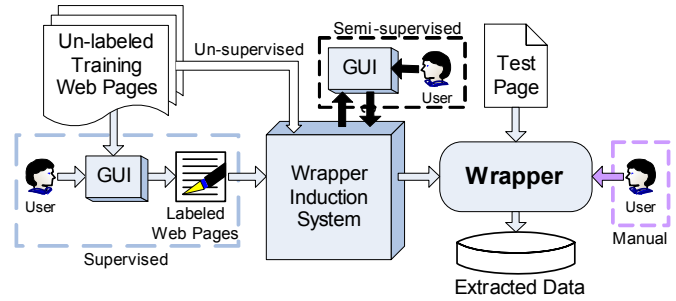 Un-labeled
Training
Web Pages
Un-supervised
Semi-supervised
GUI
User
Test
Page
User
GUI
Labeled
Web Pages
Supervised
Wrapper
Induction
System
Wrapper
User
Manual
Extracted Data